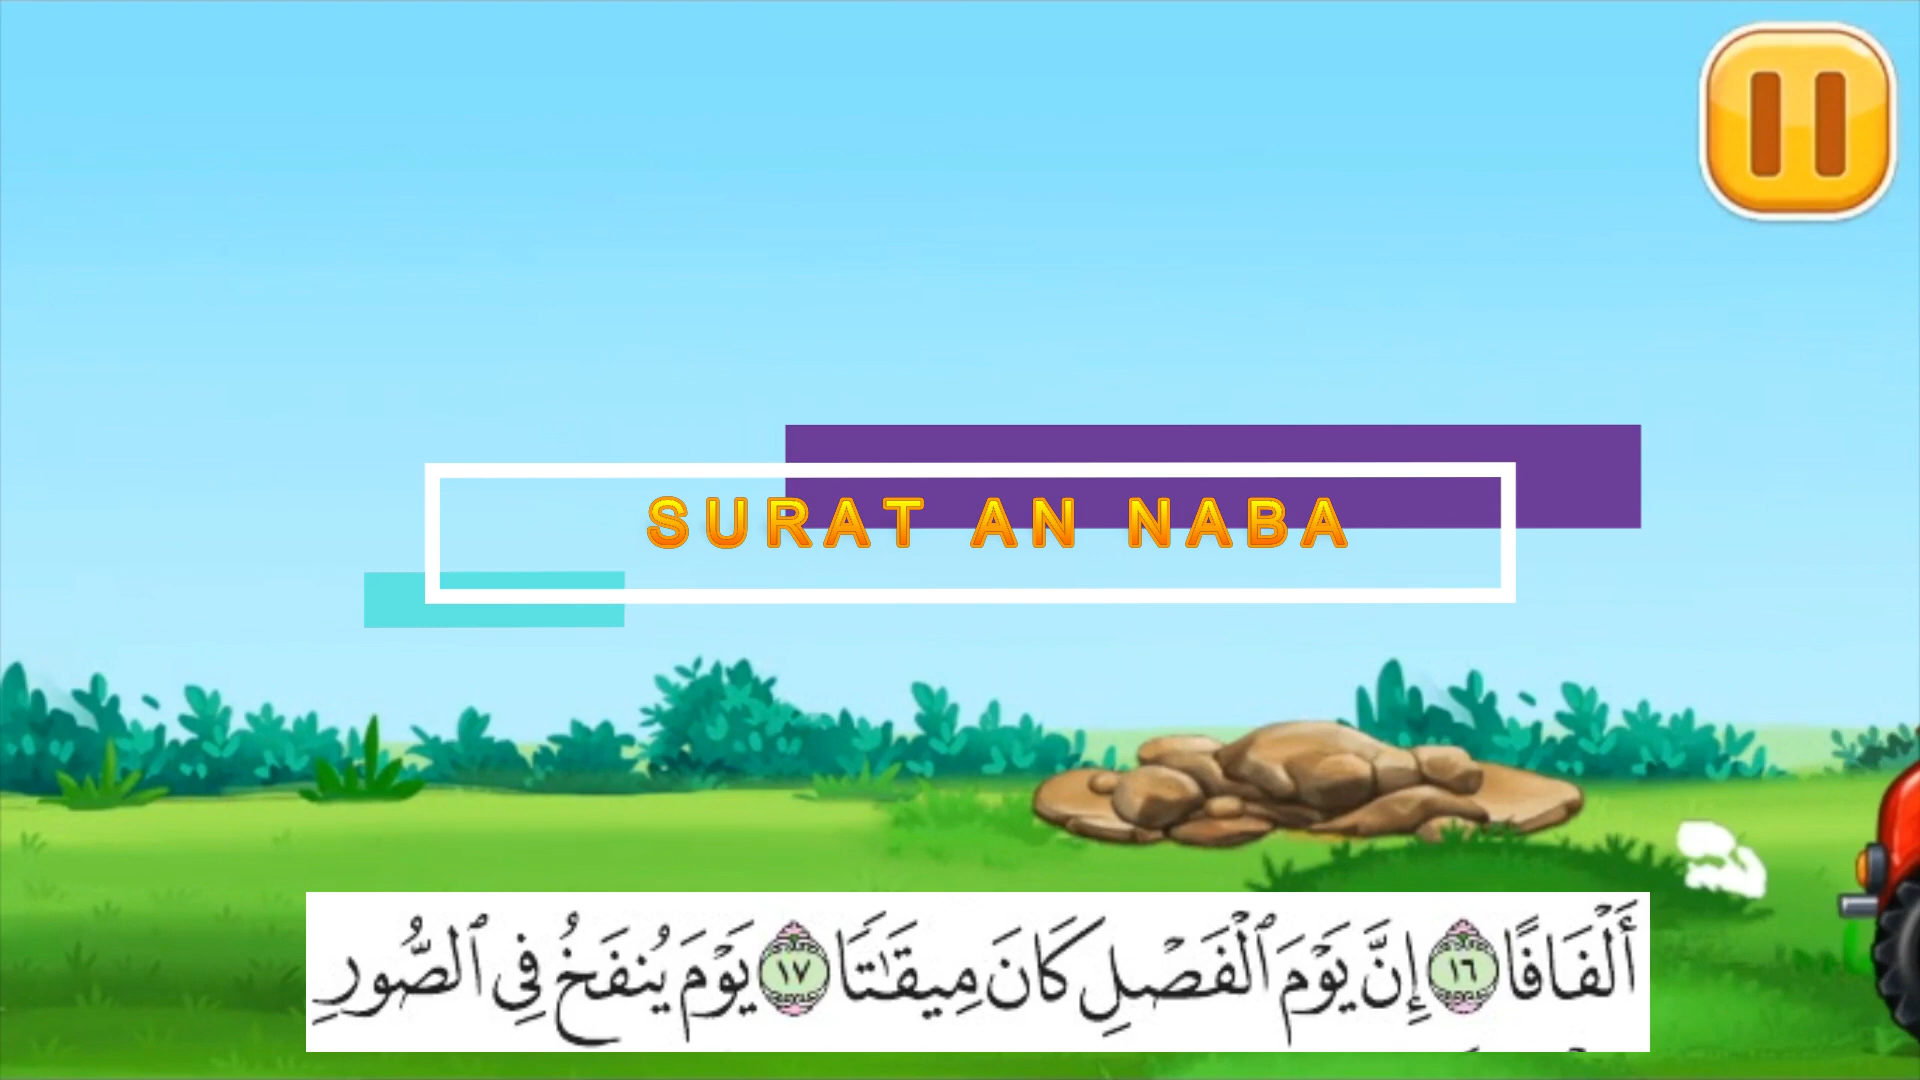 SURAT AN NABA
أَلْفَافًا ١٦ إِنَّ يَوْمَ ٱلْفَصْلِ كَانَ مِيقَـٰتًا ١٧ يَوْمَ يُنفَخُ فِى ٱلصُّورِ